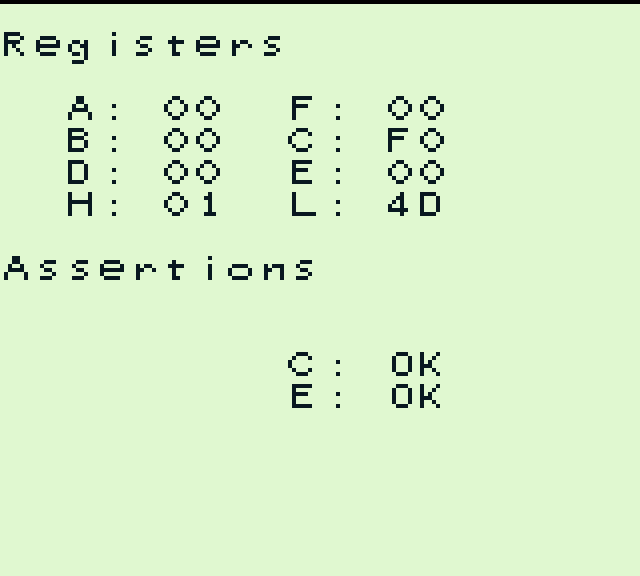 Registers
A: 00 F: 00
B: 00 C: F0
D: 00 E: 00
H: 01 L: 4D
Assertions
C: OK
E: OK